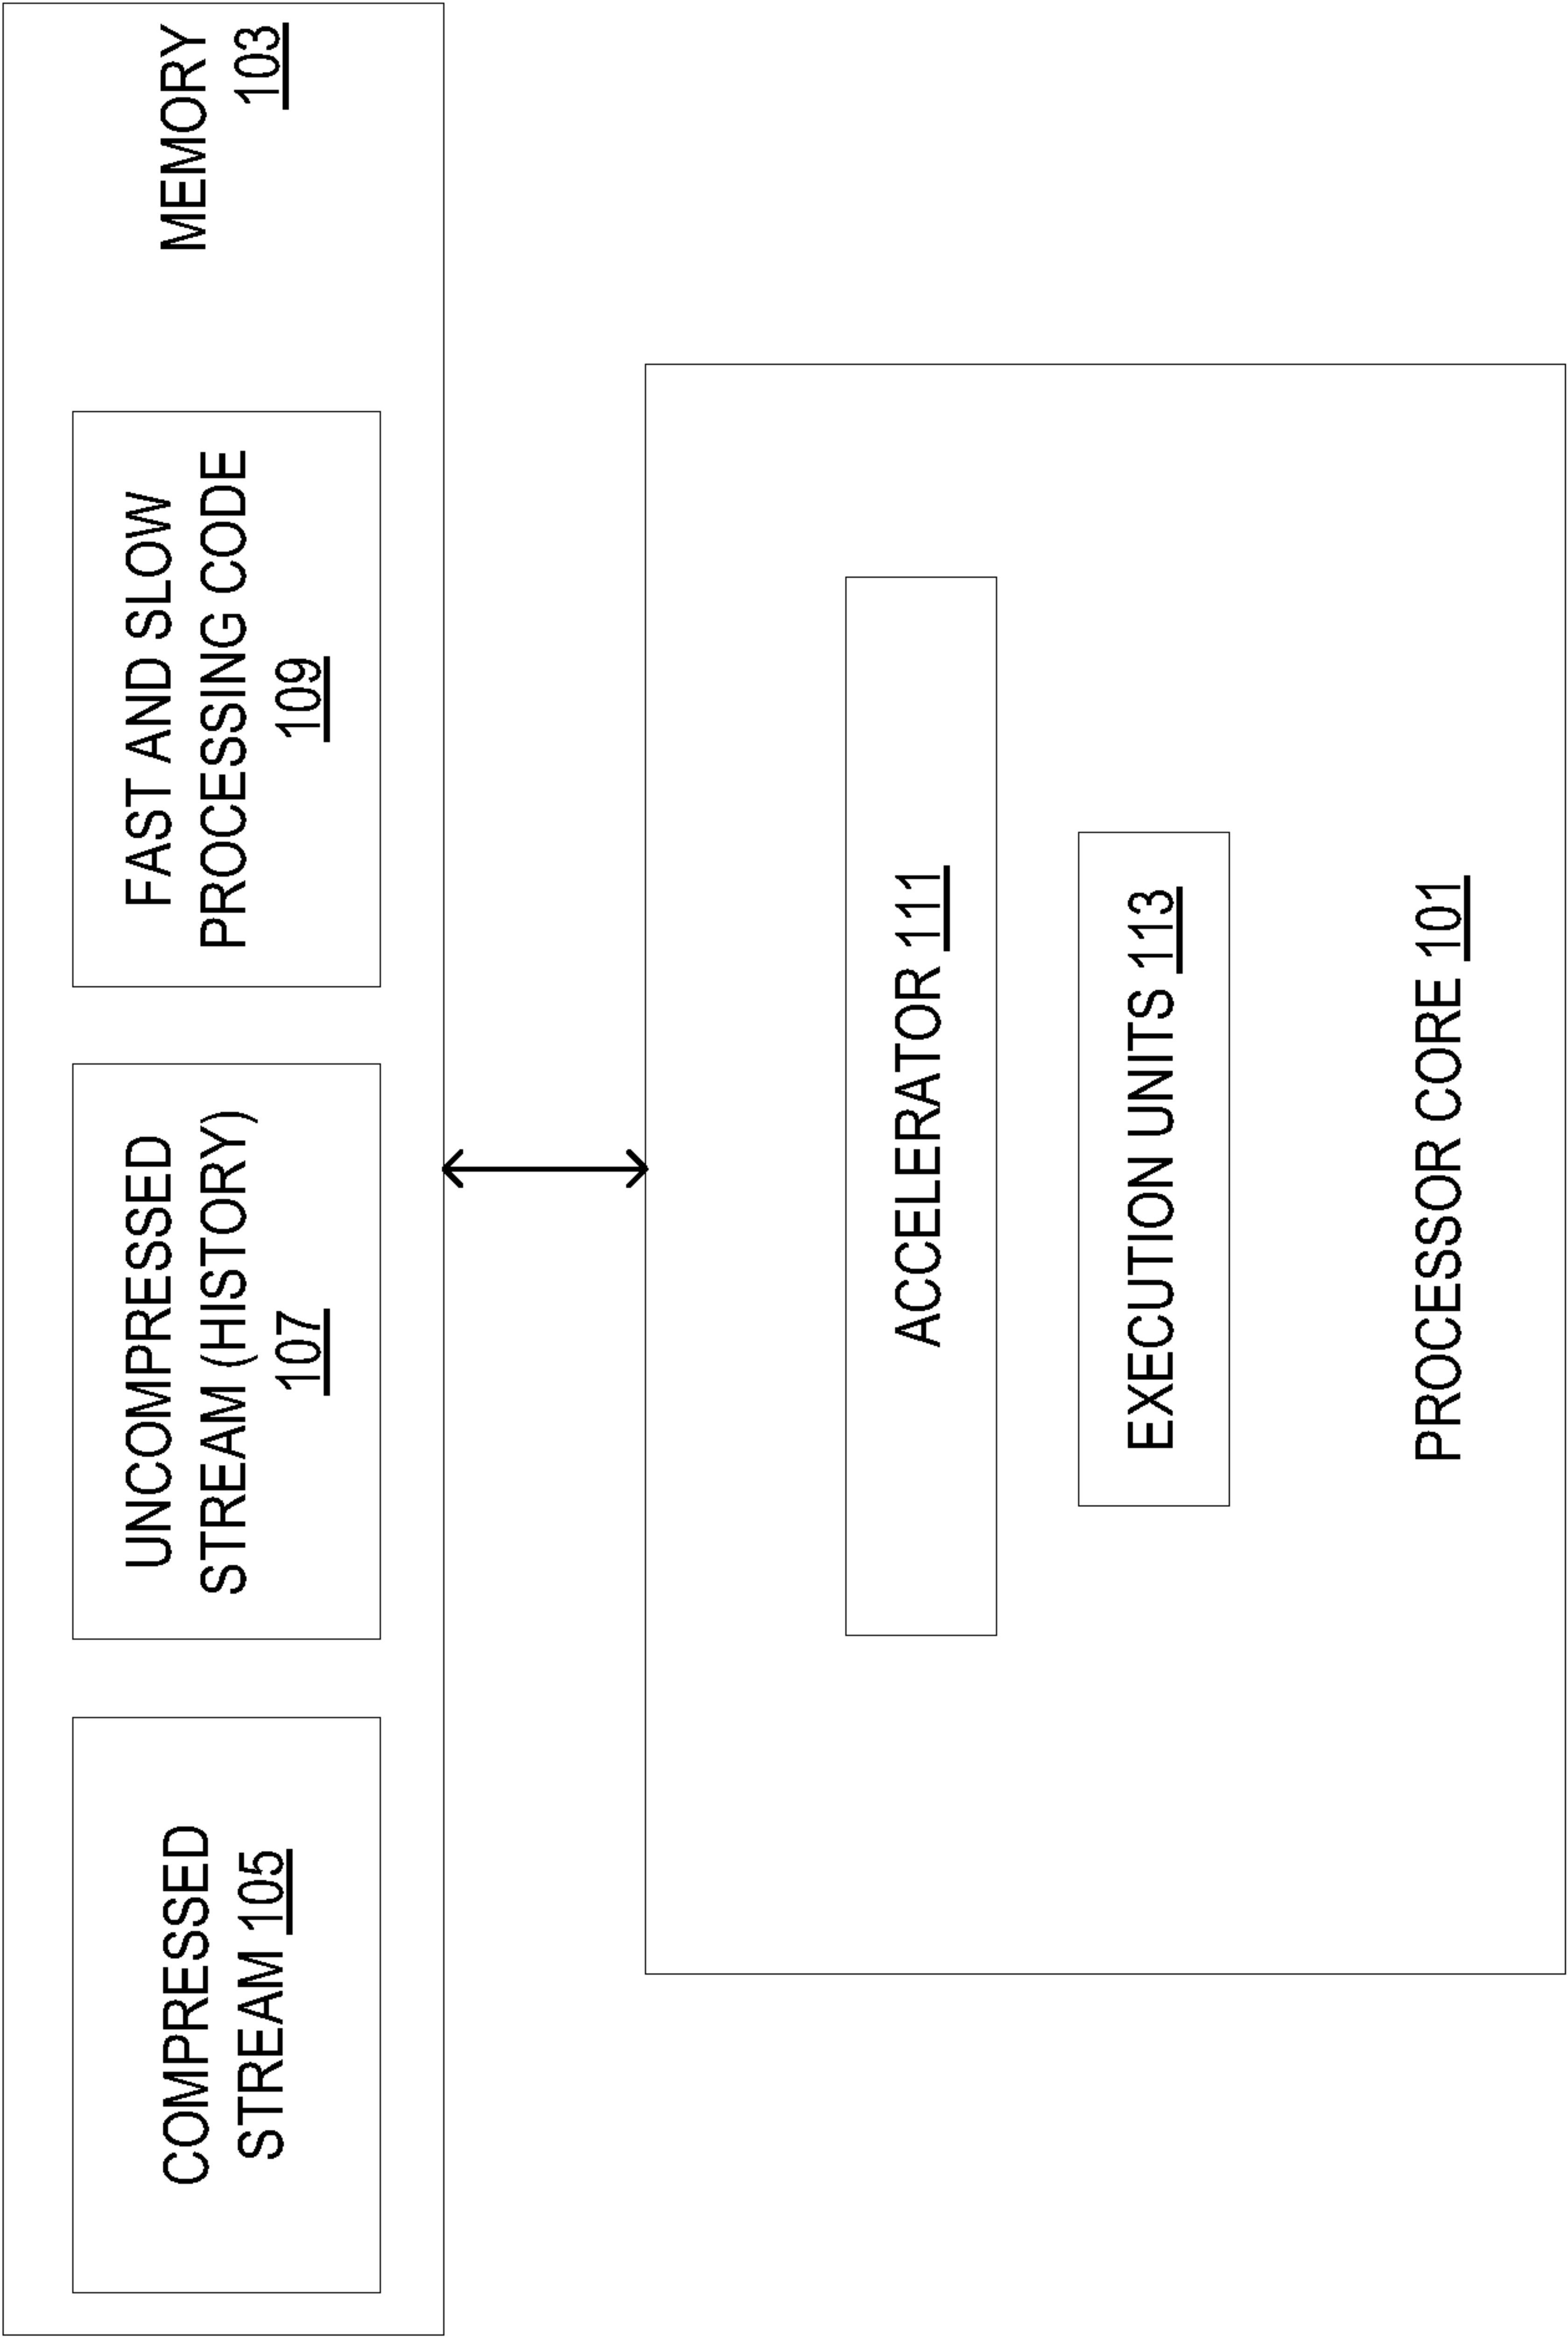 COMPRESSED
STREAM 105
UNCOMPRESSED
STREAM (HISTORY)
107
FAST AND SLOW
PROCESSING CODE
109
MEMORY
103
ACCELERATOR 111
EXECUTION UNITS 113
PROCESSOR CORE 101